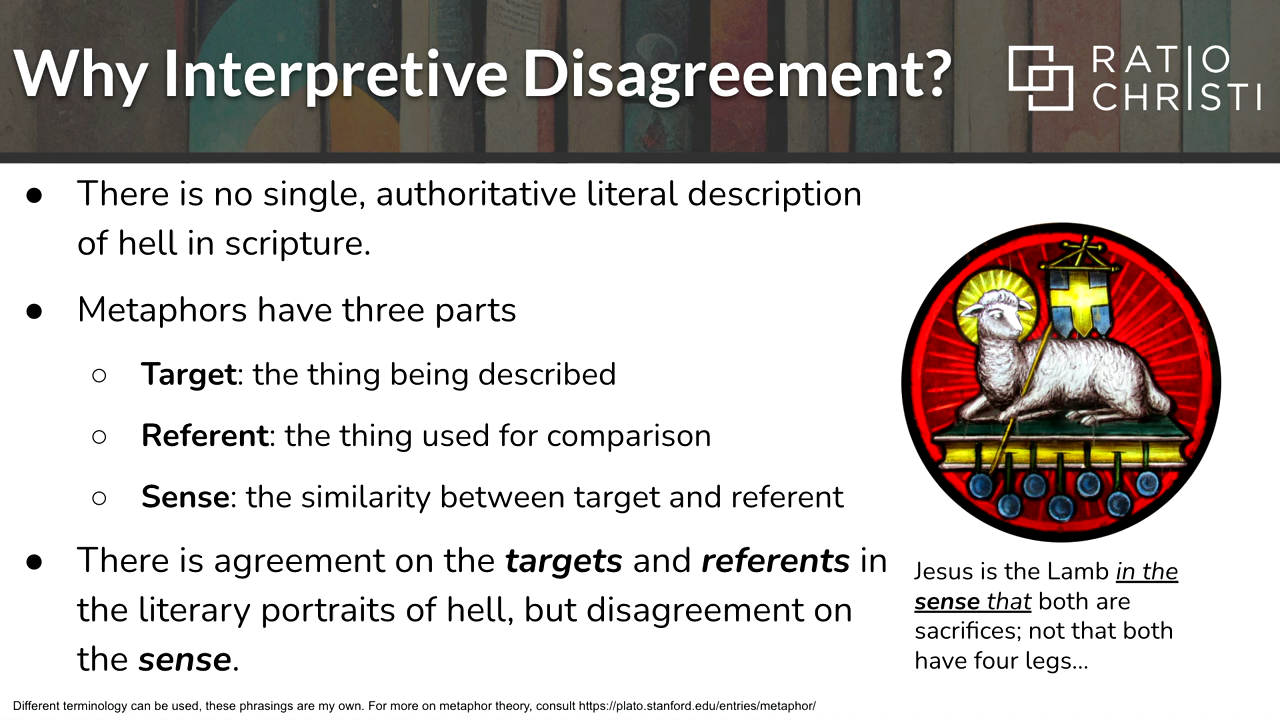 Why Interpretive Disagreement?
RATIO
CHRISTI
● There is no single, authoritative literal description
of hell in scripture.
● Metaphors have three parts
○ Target: the thing being described
○ Referent: the thing used for comparison
○ Sense: the similarity between target and referent
● There is agreement on the targets and referents in
the literary portraits of hell, but disagreement on
the sense.
Jesus is the Lamb in the
sense that both are
sacrifices; not that both
have four legs...
Different terminology can be used, these phrasings are my own. For more on metaphor theory, consult https://plato.stanford.edu/entries/metaphor/